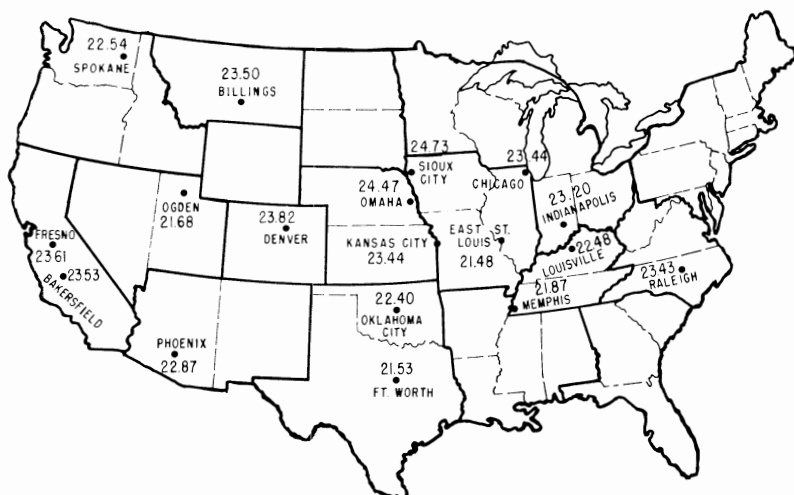 22.54
SPOKANE
23.50
BILLINGS
24.73
SIOUX
CITY
23.44
CHICAGO
24.47
OMAHA
23.20
INDIANAPOLIS
OGDEN
21.68
23.82
DENVER
KANSAS CITY
23.44
EAST ST.
LOUIS
21.48
22.48
LOUISVILLE
FRESNO
23.61
23.53
BAKERSFIELD
21.87
MEMPHIS
23.43
RALEIGH
22.40
OKLAHOMA
CITY
PHOENIX
22.87
21.53
FT. WORTH